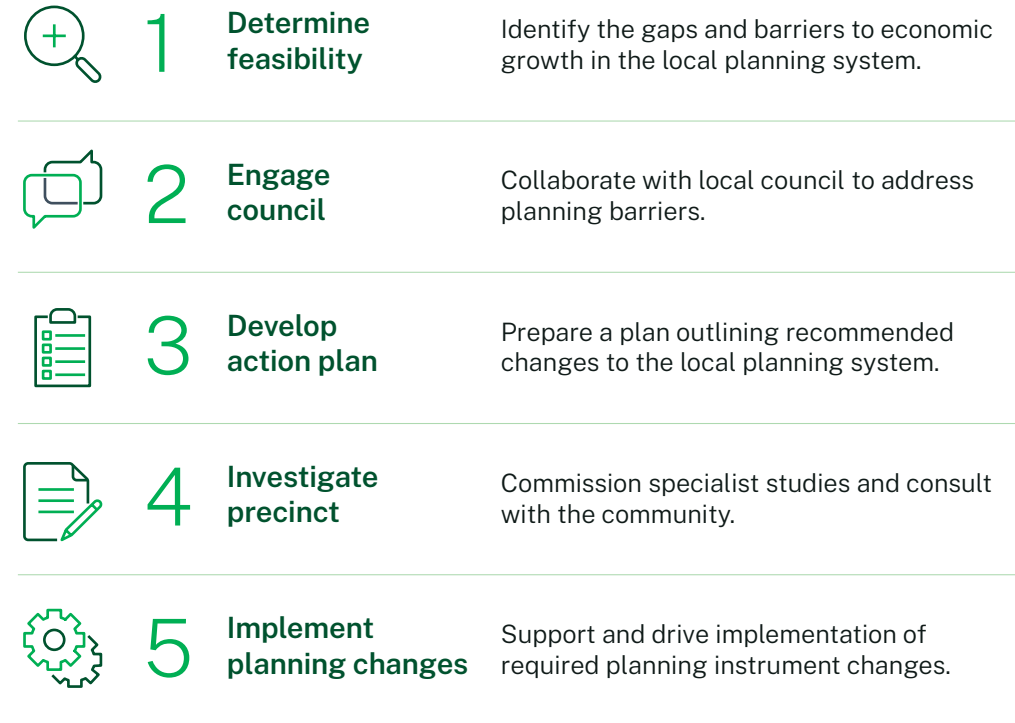 1
Determine
feasibility
Identify the gaps and barriers to economic
growth in the local planning system.
2
Engage
council
Collaborate with local council to address
planning barriers.
3
Develop
action plan
Prepare a plan outlining recommended
changes to the local planning system.
4
Investigate
precinct
Commission specialist studies and consult
with the community.
5
Implement
planning changes
Support and drive implementation of
required planning instrument changes.